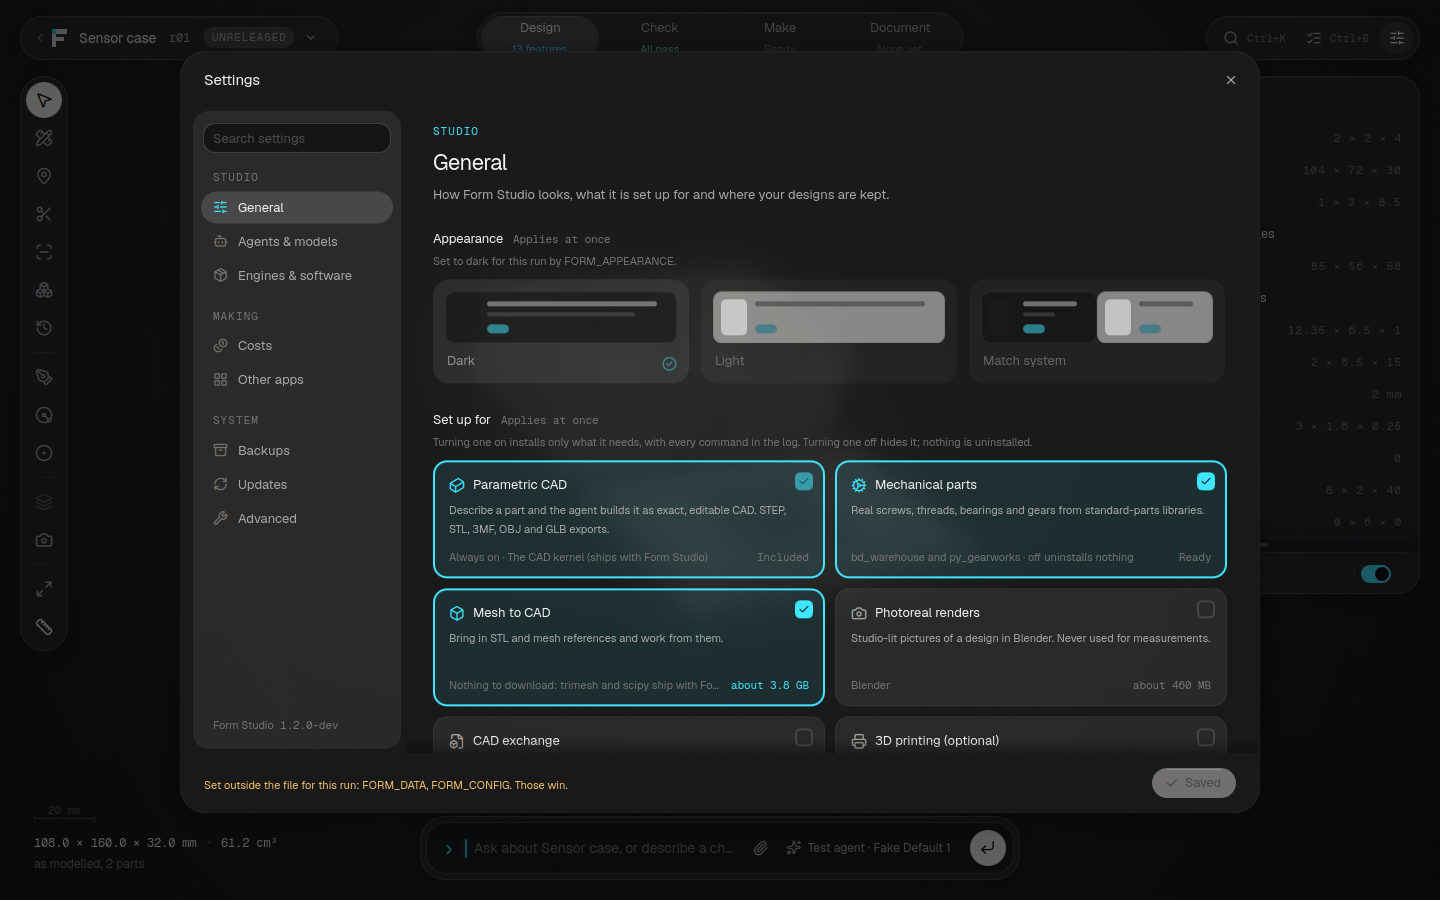 Sensor case r01 UNRELEASED
Design
13 features
Check
All pass
Make
Ready
Document
None yet
Ctrl+K
Ctrl+B
Settings
Search settings
STUDIO
General
Agents & models
Engines & software
MAKING
Costs
Other apps
SYSTEM
Backups
Updates
Advanced
Form Studio 1.2.0-dev
STUDIO
General
How Form Studio looks, what it is set up for and where your designs are kept.
Appearance Applies at once
Set to dark for this run by FORM_APPEARANCE.
Dark
Light
Match system
Set up for Applies at once
Turning one on installs only what it needs, with every command in the log. Turning one off hides it; nothing is uninstalled.
Parametric CAD
Describe a part and the agent builds it as exact, editable CAD. STEP,
STL, 3MF, OBJ and GLB exports.
Always on · The CAD kernel (ships with Form Studio) Included
Mechanical parts
Real screws, threads, bearings and gears from standard-parts libraries.
bd_warehouse and py_gearworks · off uninstalls nothing Ready
Mesh to CAD
Bring in STL and mesh references and work from them.
Nothing to download: trimesh and scipy ship with Fo... about 3.8 GB
Photoreal renders
Studio-lit pictures of a design in Blender. Never used for measurements.
Blender about 460 MB
CAD exchange
3D printing (optional)
Set outside the file for this run: FORM_DATA, FORM_CONFIG. Those win.
Saved
2 × 2 × 4
104 × 72 × 30
1 × 3 × 8.5
es
85 × 56 × 58
s
12.35 × 6.5 × 1
2 × 6.5 × 15
2 mm
3 × 1.6 × 0.25
0
8 × 2 × 40
0 × 6 × 0
20 mm
108.0 × 160.0 × 32.0 mm · 61.2 cm³
as modelled, 2 parts
Ask about Sensor case, or describe a ch...
Test agent · Fake Default 1